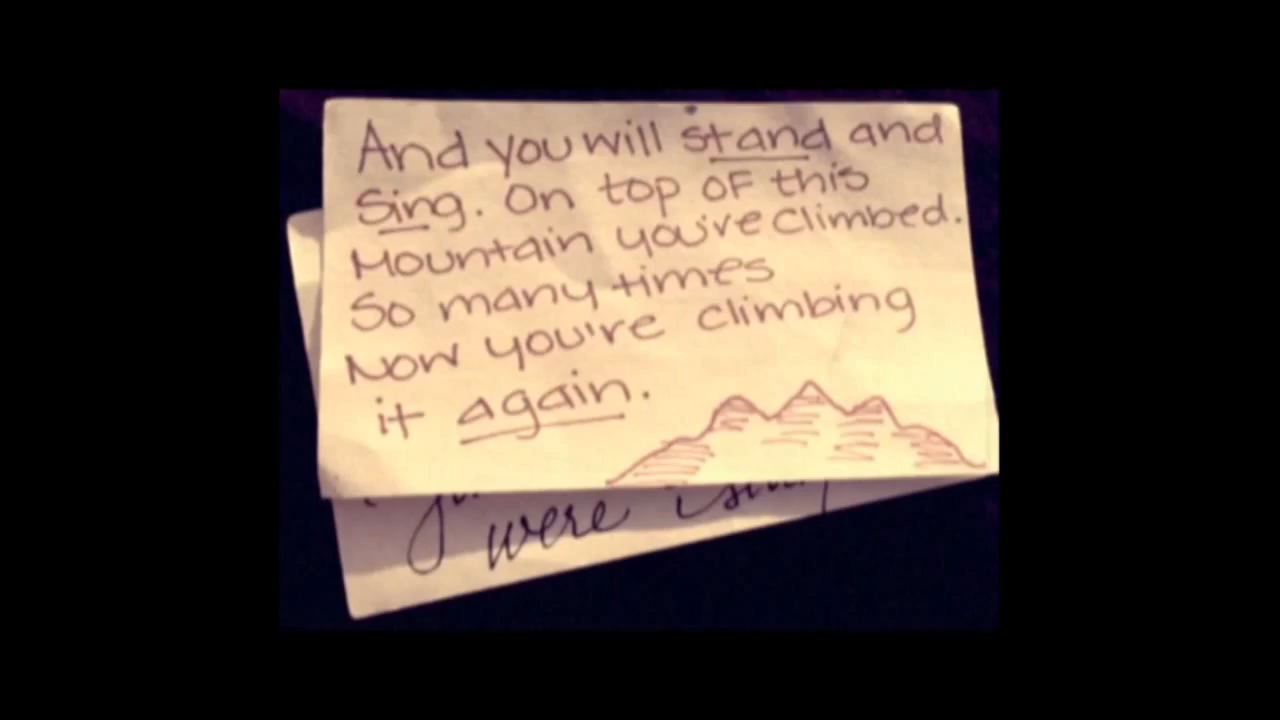 And you will stand and
Sing. On top of this
Mountain you've climbed.
So many times
Now you're climbing
it again.
were